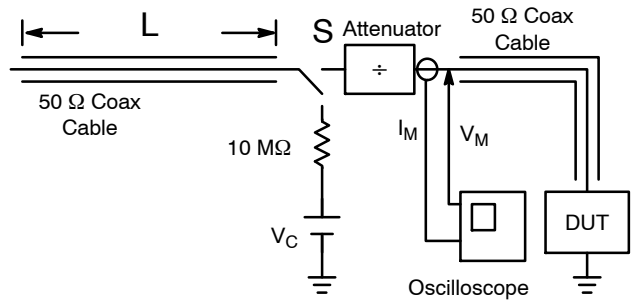 L
S
Attenuator
÷
50 Ω Coax
Cable
50 Ω Coax
Cable
10 MΩ
I_M
V_M
V_C
DUT
Oscilloscope